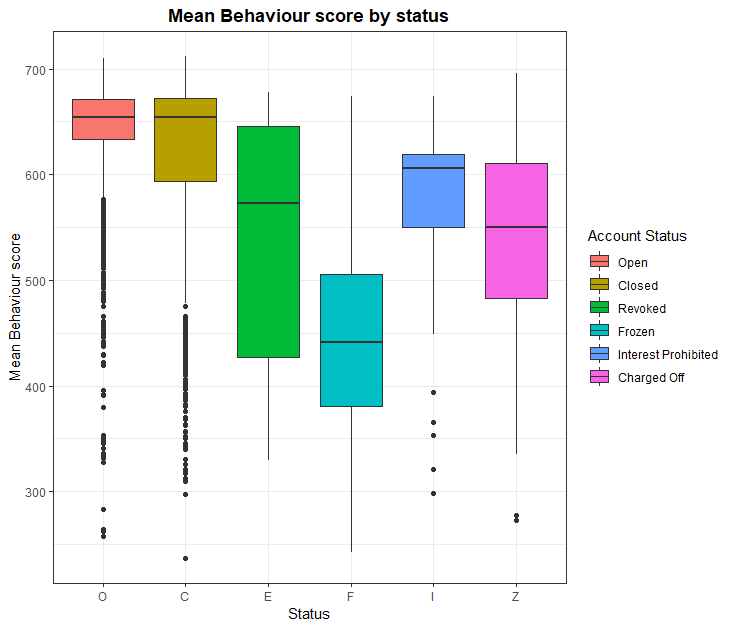 Mean Behaviour score by status
700
600
500
400
300
Mean Behaviour score
O C E F I Z
Status
Account Status
Open
Closed
Revoked
Frozen
Interest Prohibited
Charged Off